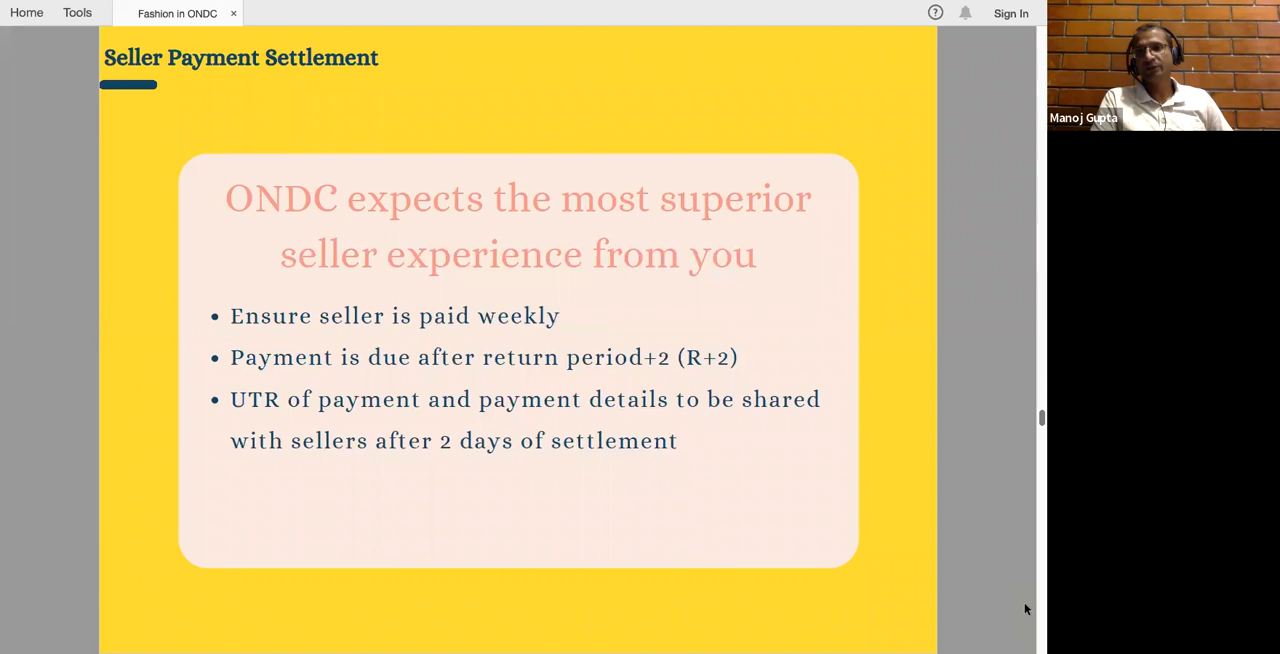 Home
Tools
Fashion in ONDC
×
?
Sign In
Seller Payment Settlement
Manoj Gupta
ONDC expects the most superior
seller experience from you
• Ensure seller is paid weekly
• Payment is due after return period+2 (R+2)
• UTR of payment and payment details to be shared
with sellers after 2 days of settlement